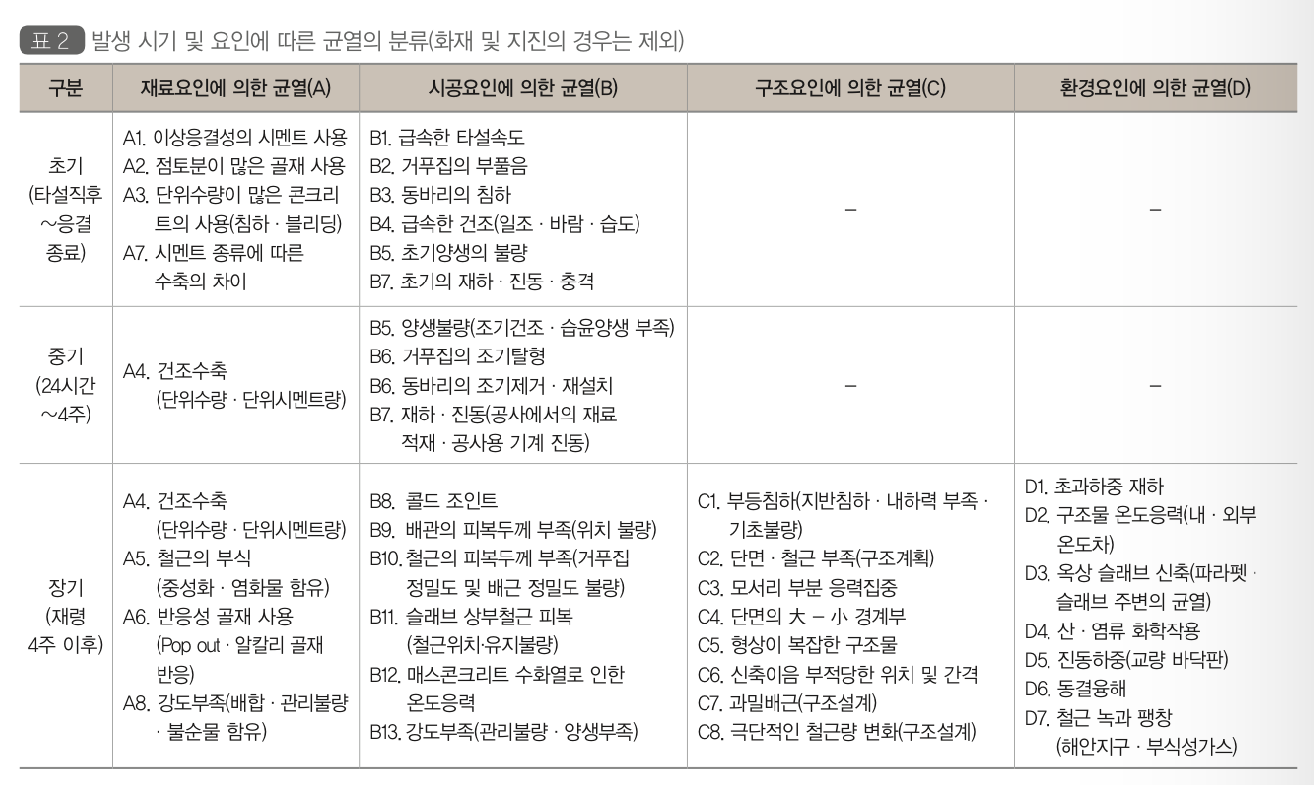 표 2 발생 시기 및 요인에 따른 균열의 분류(화재 및 지진의 경우는 제외)
구분
재료요인에 의한 균열(A)
시공요인에 의한 균열(B)
구조요인에 의한 균열(C)
환경요인에 의한 균열(D)
초기
(타설직후
~응결
종료)
A1. 이상응결성의 시멘트 사용
A2. 점토분이 많은 골재 사용
A3. 단위수량이 많은 콘크리
트의 사용(침하 · 블리딩)
A7. 시멘트 종류에 따른
수축의 차이
B1. 급속한 타설속도
B2. 거푸집의 부풀음
B3. 동바리의 침하
B4. 급속한 건조(일조 · 바람 · 습도)
B5. 초기양생의 불량
B7. 초기의 재하 · 진동 · 충격
–
–
중기
(24시간
~4주)
A4. 건조수축
(단위수량 · 단위시멘트량)
B5. 양생불량(조기건조 · 습윤양생 부족)
B6. 거푸집의 조기탈형
B6. 동바리의 조기제거 · 재설치
B7. 재하 · 진동(공사에서의 재료
적재 · 공사용 기계 진동)
–
–
장기
(재령
4주 이후)
A4. 건조수축
(단위수량 · 단위시멘트량)
A5. 철근의 부식
(중성화 · 염화물 함유)
A6. 반응성 골재 사용
(Pop out · 알칼리 골재
반응)
A8. 강도부족(배합 · 관리불량
· 불순물 함유)
B8. 콜드 조인트
B9. 배관의 피복두께 부족(위치 불량)
B10. 철근의 피복두께 부족(거푸집
정밀도 및 배근 정밀도 불량)
B11. 슬래브 상부철근 피복
(철근위치·유지불량)
B12. 매스콘크리트 수화열로 인한
온도응력
B13. 강도부족(관리불량 · 양생부족)
C1. 부등침하(지반침하 · 내하력 부족 ·
기초불량)
C2. 단면 · 철근 부족(구조계획)
C3. 모서리 부분 응력집중
C4. 단면의 大 – 小 경계부
C5. 형상이 복잡한 구조물
C6. 신축이음 부적당한 위치 및 간격
C7. 과밀배근(구조설계)
C8. 극단적인 철근량 변화(구조설계)
D1. 초과하중 재하
D2. 구조물 온도응력(내 · 외부
온도차)
D3. 옥상 슬래브 신축(파라펫 ·
슬래브 주변의 균열)
D4. 산 · 염류 화학작용
D5. 진동하중(교량 바닥판)
D6. 동결융해
D7. 철근 녹과 팽창
(해안지구 · 부식성가스)